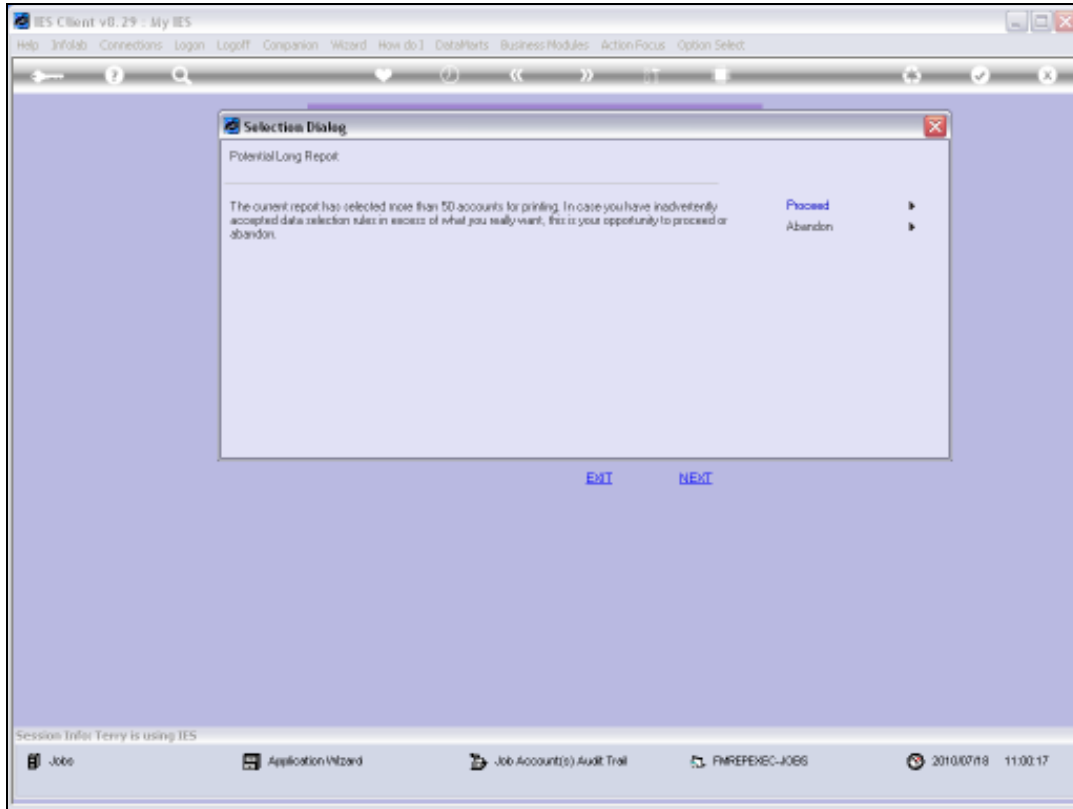 IES Client v8.29 : My IES
Help Infolab Connections Logon Logoff Companion Wizard How do I DataMarts Business Modules Action Focus Option Select
Selection Dialog
Potential Long Report
The current report has selected more than 50 accounts for printing. In case you have inadvertently
accepted data selection rules in excess of what you really want, this is your opportunity to proceed or
abandon.
Proceed
Abandon
EXIT NEXT
Session Info: Terry is using IES
Jobs Application Wizard Job Account(s) Audit Trail FMREPEXEC-JOBS 2010/07/18 11:00:17